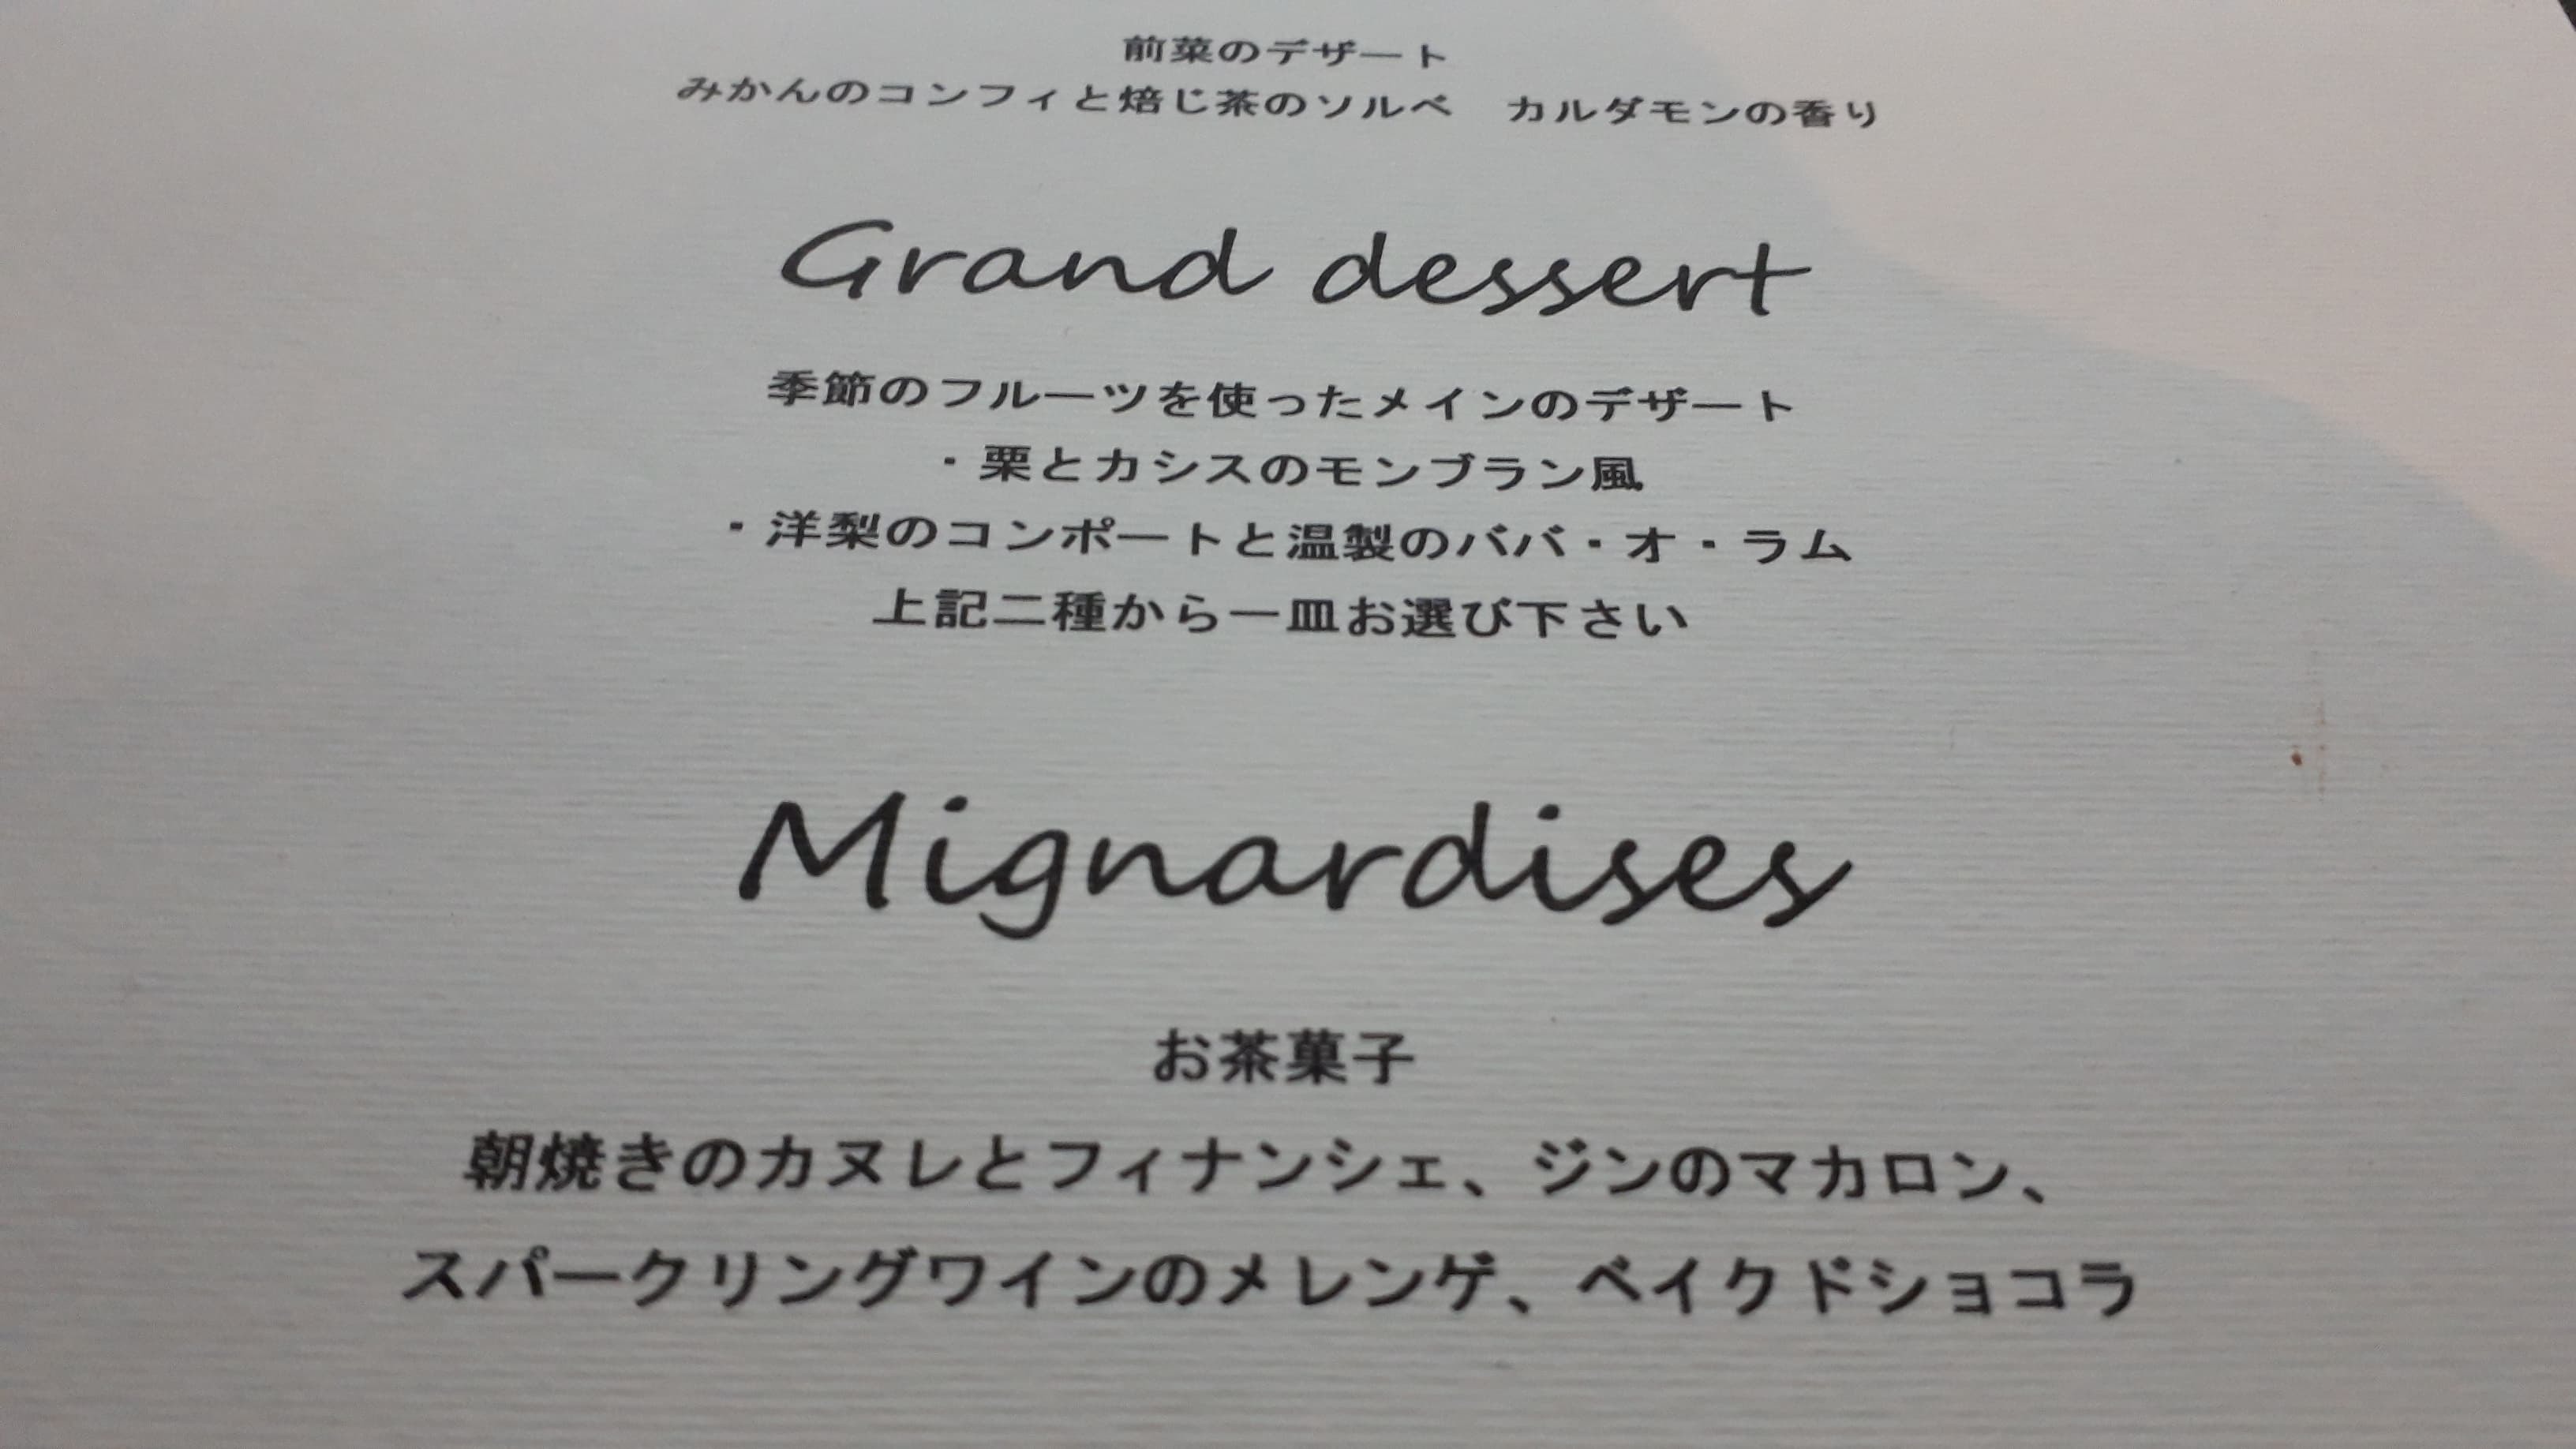 前菜のデザート
みかんのコンフィと焙じ茶のソルベ　カルダモンの香り
Grand dessert
季節のフルーツを使ったメインのデザート
・栗とカシスのモンブラン風
・洋梨のコンポートと温製のババ・オ・ラム
上記二種から一皿お選び下さい
Mignardises
お茶菓子
朝焼きのカヌレとフィナンシェ、ジンのマカロン、
スパークリングワインのメレンゲ、ベイクドショコラ